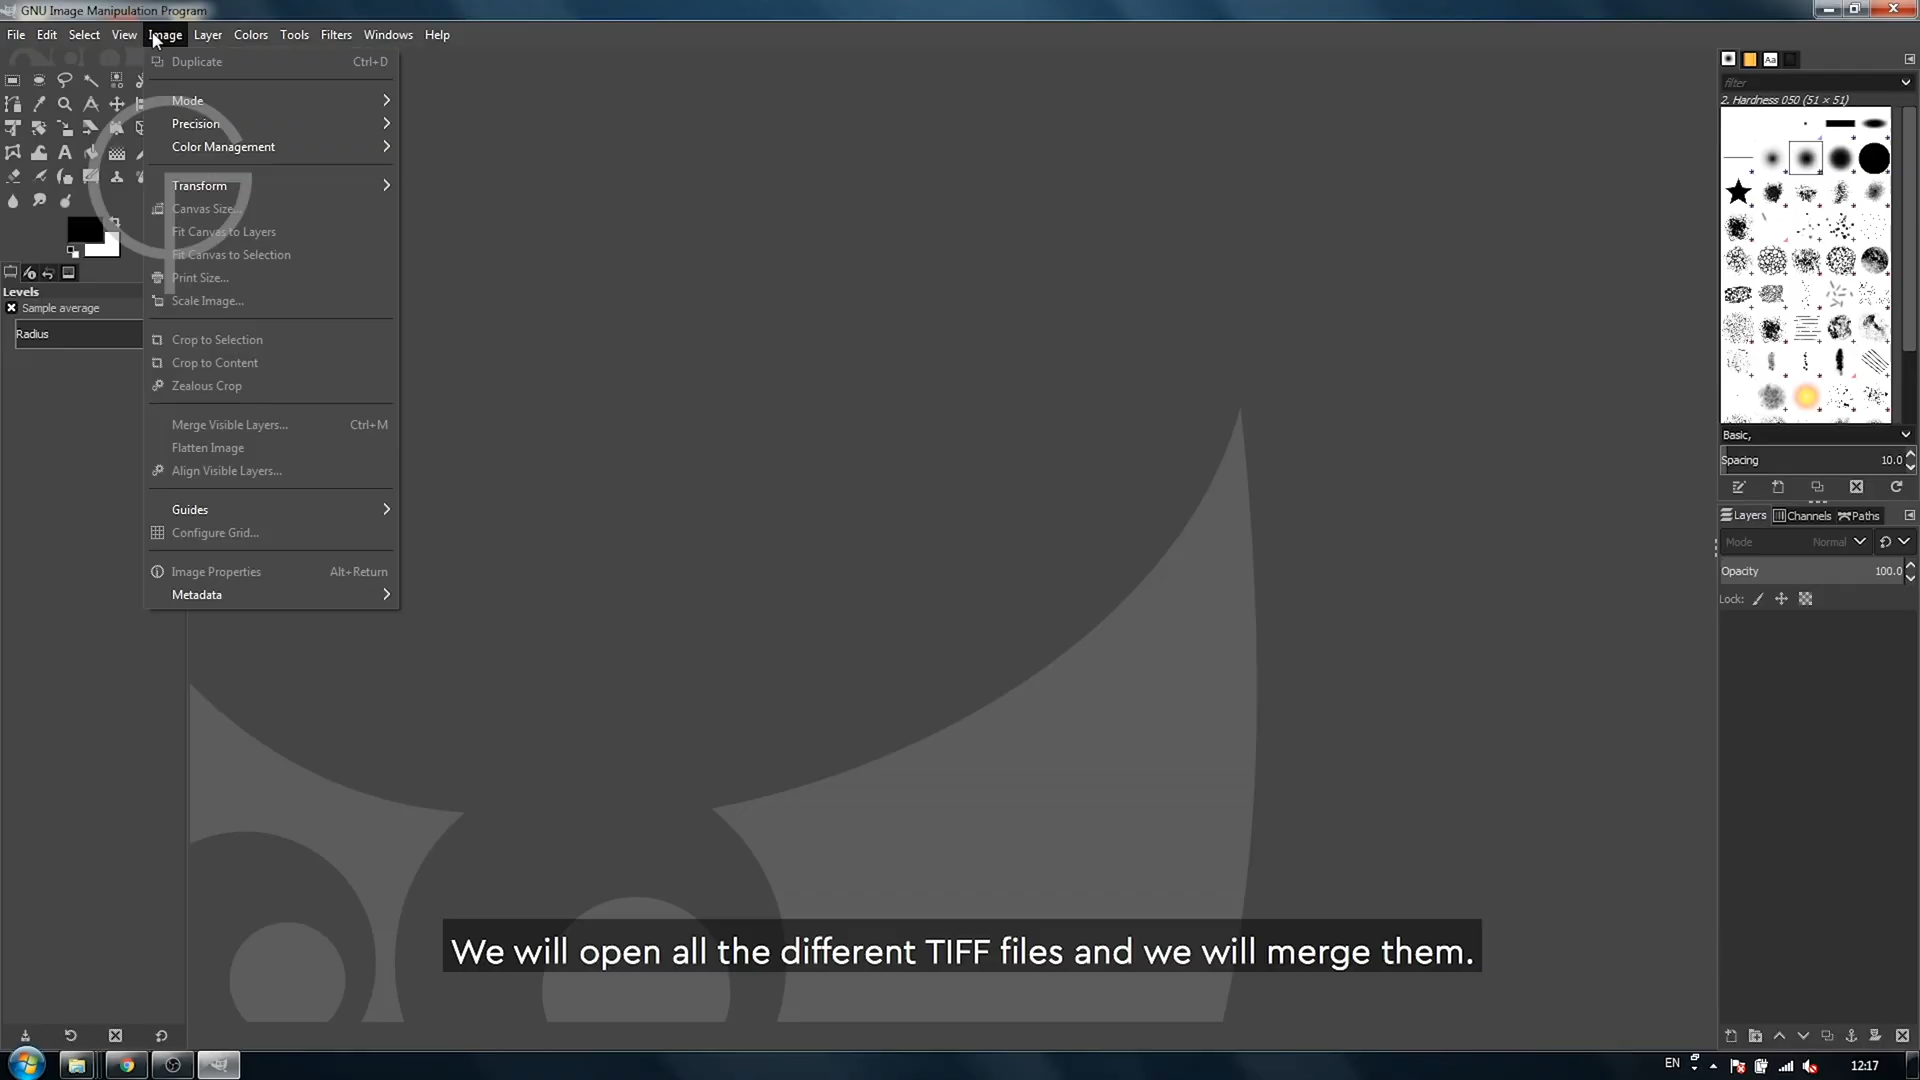 GNU Image Manipulation Program
File Edit Select View Image Layer Colors Tools Filters Windows Help
Duplicate Ctrl+D
Mode
Precision
Color Management
Transform
Canvas Size...
Fit Canvas to Layers
Fit Canvas to Selection
Print Size...
Scale Image...
Crop to Selection
Crop to Content
Zealous Crop
Merge Visible Layers... Ctrl+M
Flatten Image
Align Visible Layers...
Guides
Configure Grid...
Image Properties Alt+Return
Metadata
Levels
Sample average
Radius
Aa
filter
2. Hardness 050 (51 × 51)
Basic,
Spacing 10.0
Layers Channels Paths
Mode Normal
Opacity 100.0
Lock:
We will open all the different TIFF files and we will merge them.
EN 12:17